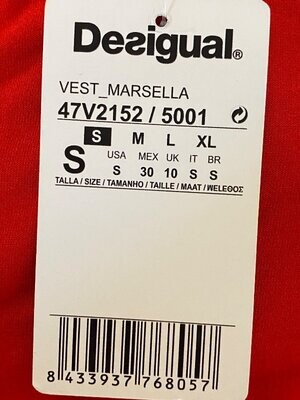 Desigual®
VEST_MARSELLA
47V2152 / 5001
S M L XL
S
USA MEX UK IT BR
S 30 10 S S
TALLA / SIZE / TAMANHO / TAILLE / MAAT / ΜΕΓΕΘΟΣ
8 433937 768057